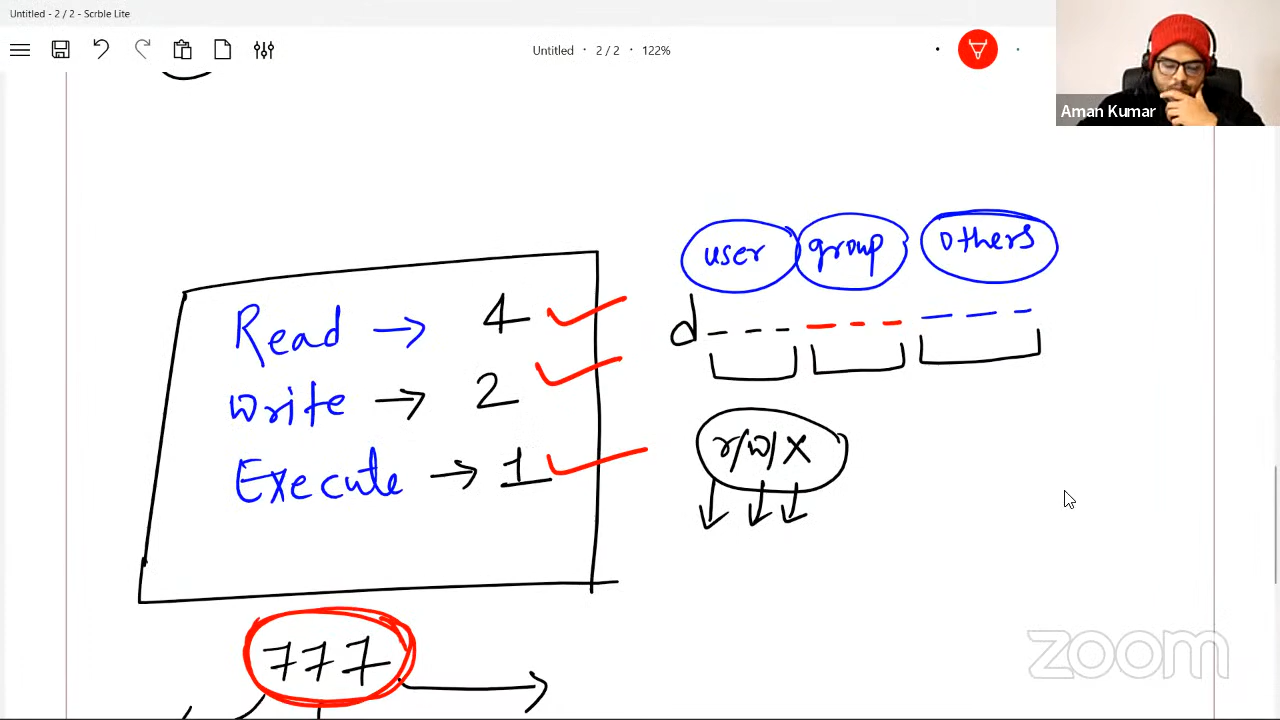 Untitled - 2 / 2 - Scrble Lite
Untitled • 2 / 2 • 122%
Aman Kumar
user group others
d _ _ _ _ _ _ _ _ _
Read → 4
Write → 2
Execute → 1
r/w/x
777
zoom